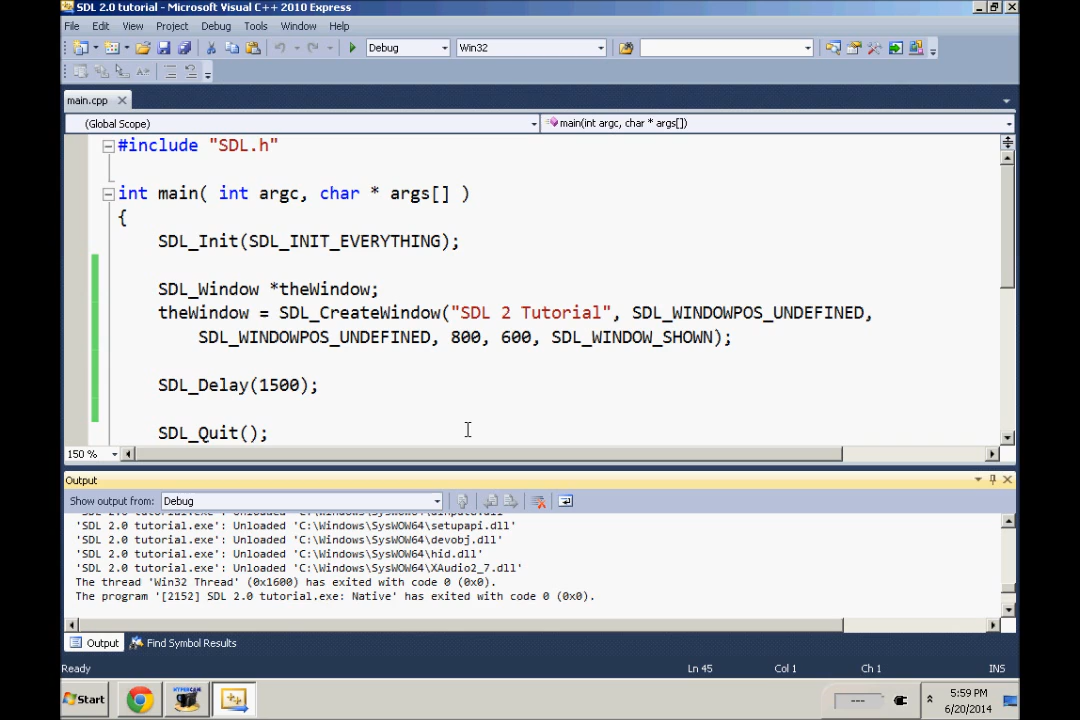 SDL 2.0 tutorial - Microsoft Visual C++ 2010 Express
File Edit View Project Debug Tools Window Help
Debug Win32
main.cpp
(Global Scope) main(int argc, char * args[])
#include "SDL.h"
int main( int argc, char * args[] )
{
SDL_Init(SDL_INIT_EVERYTHING);
SDL_Window *theWindow;
theWindow = SDL_CreateWindow("SDL 2 Tutorial", SDL_WINDOWPOS_UNDEFINED,
SDL_WINDOWPOS_UNDEFINED, 800, 600, SDL_WINDOW_SHOWN);
SDL_Delay(1500);
SDL_Quit();
150 %
Output
Show output from: Debug
'SDL 2.0 tutorial.exe': Unloaded 'C:\Windows\SysWOW64\setupapi.dll'
'SDL 2.0 tutorial.exe': Unloaded 'C:\Windows\SysWOW64\devobj.dll'
'SDL 2.0 tutorial.exe': Unloaded 'C:\Windows\SysWOW64\hid.dll'
'SDL 2.0 tutorial.exe': Unloaded 'C:\Windows\SysWOW64\XAudio2_7.dll'
The thread 'Win32 Thread' (0x1600) has exited with code 0 (0x0).
The program '[2152] SDL 2.0 tutorial.exe: Native' has exited with code 0 (0x0).
Output Find Symbol Results
Ready Ln 45 Col 1 Ch 1 INS
Start HYPERCAM --- 5:59 PM
6/20/2014